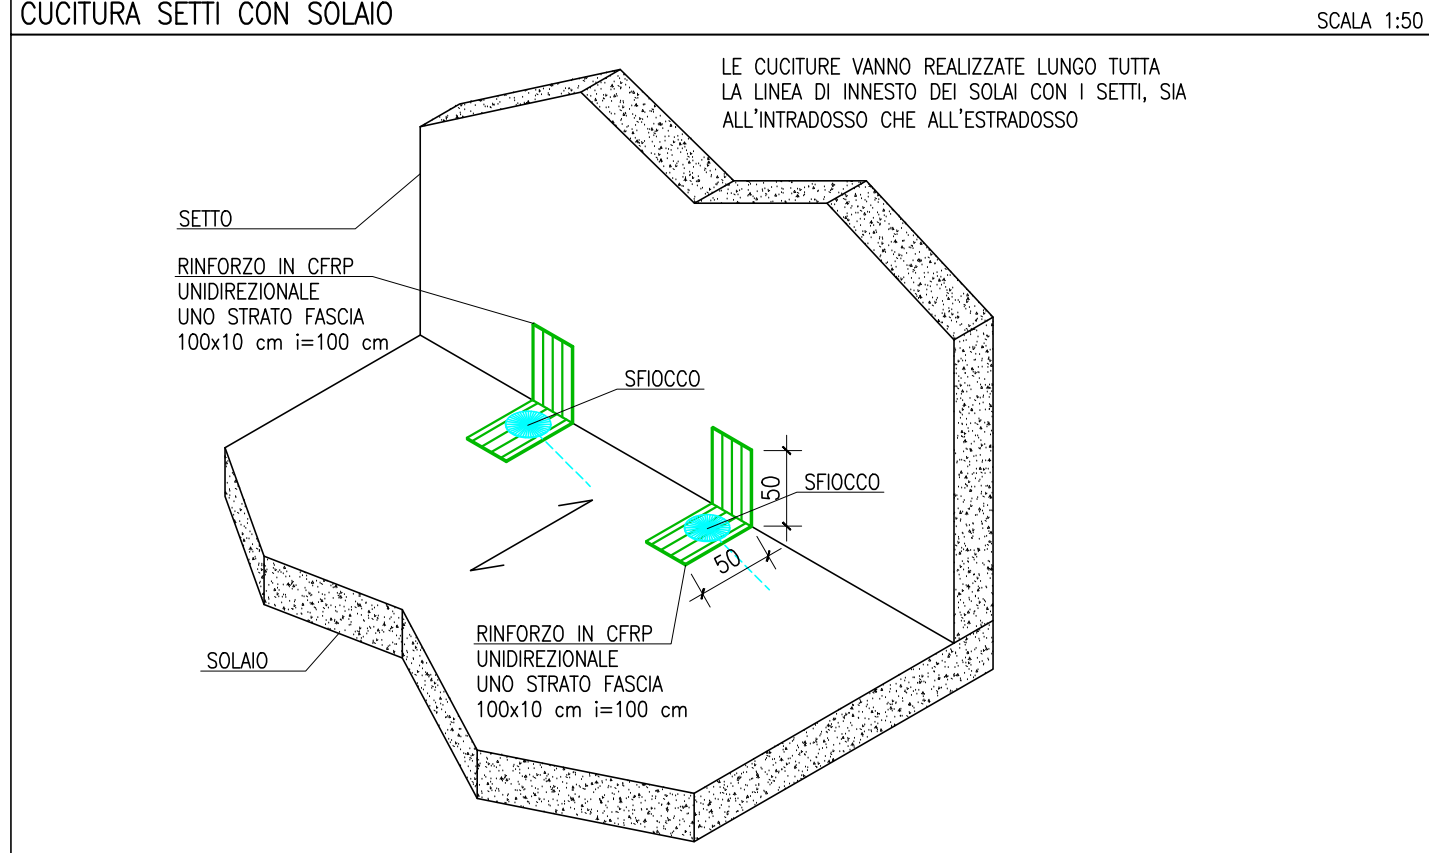 CUCITURA SETTI CON SOLAIO
SCALA 1:50
LE CUCITURE VANNO REALIZZATE LUNGO TUTTA
LA LINEA DI INNESTO DEI SOLAI CON I SETTI, SIA
ALL'INTRADOSSO CHE ALL'ESTRADOSSO
SETTO
RINFORZO IN CFRP
UNIDIREZIONALE
UNO STRATO FASCIA
100x10 cm i=100 cm
SFIOCCO
SFIOCCO
50
50
RINFORZO IN CFRP
UNIDIREZIONALE
UNO STRATO FASCIA
100x10 cm i=100 cm
SOLAIO